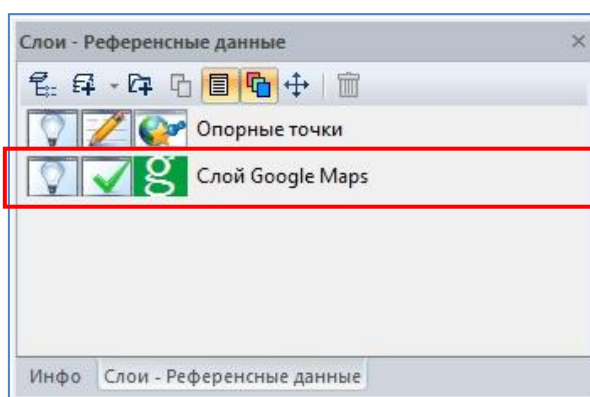 Слои - Референсные данные
Опорные точки
g Слой Google Maps
Инфо Слои - Референсные данные